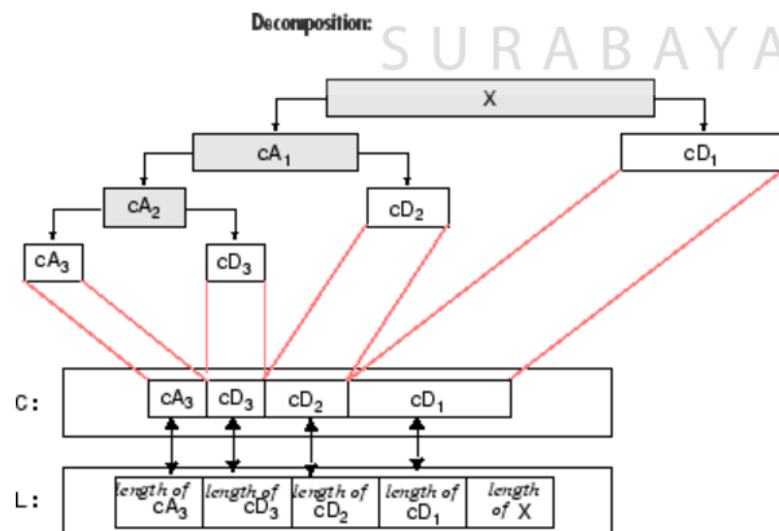 Decomposition:
SURABAYA
X
cA₁
cD₁
cA₂
cD₂
cA₃
cD₃
C: cA₃ cD₃ cD₂ cD₁
L: length of cA₃ length of cD₃ length of cD₂ length of cD₁ length of X